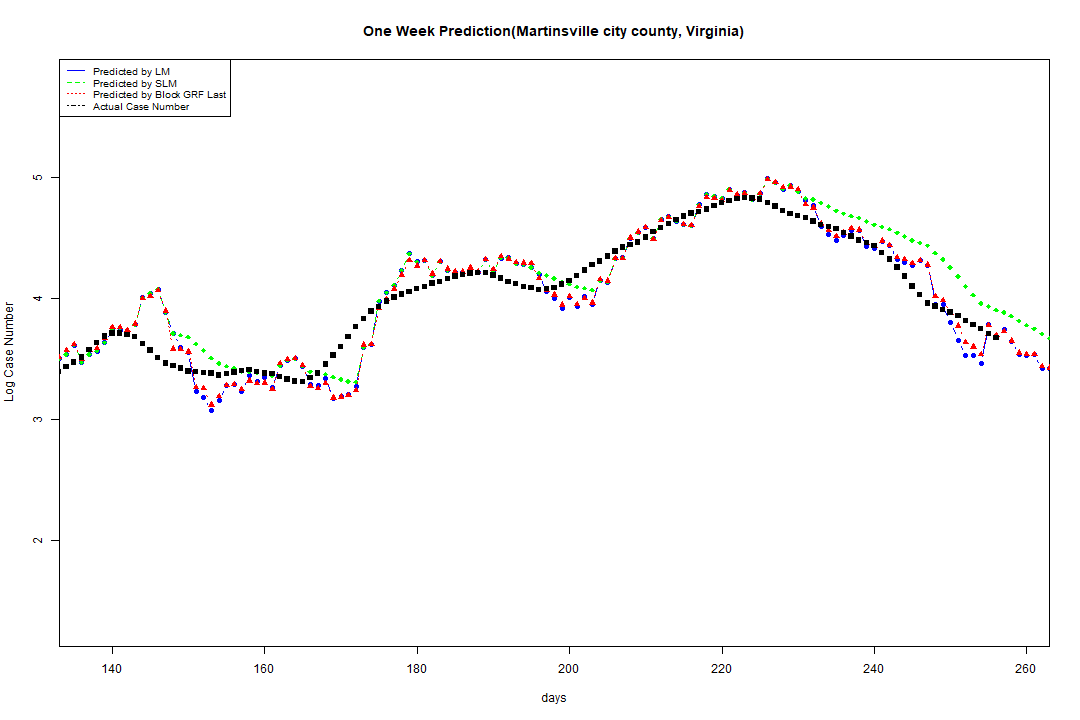 One Week Prediction(Martinsville city county, Virginia)
Predicted by LM
Predicted by SLM
Predicted by Block GRF Last
Actual Case Number
5
4
3
2
Log Case Number
140 160 180 200 220 240 260
days